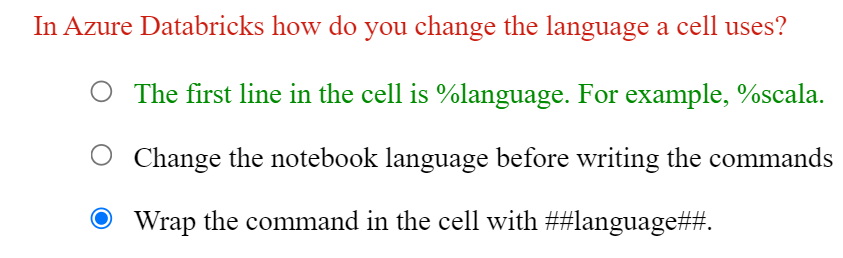 In Azure Databricks how do you change the language a cell uses?
The first line in the cell is %language. For example, %scala.
Change the notebook language before writing the commands
Wrap the command in the cell with ##language##.